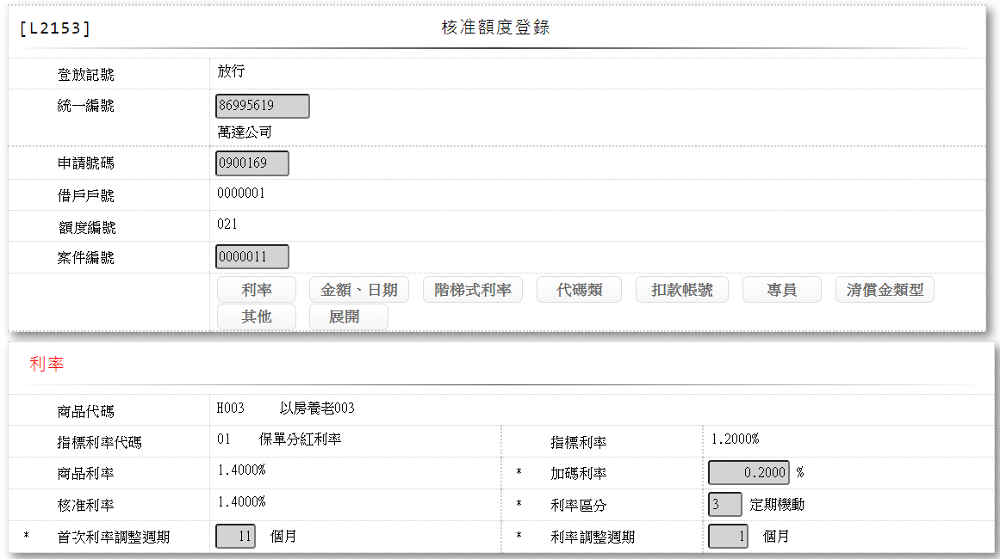 [L2153] 核准額度登錄
登放記號 放行
統一編號 86995619
萬達公司
申請號碼 0900169
借戶戶號 0000001
額度編號 021
案件編號 0000011
利率 金額、日期 階梯式利率 代碼類 扣款帳號 專員 清償金類型
其他 展開
利率
商品代碼 H003 以房養老003
指標利率代碼 01 保單分紅利率 指標利率 1.2000%
商品利率 1.4000% * 加碼利率 0.2000 %
核准利率 1.4000% * 利率區分 3 定期機動
* 首次利率調整週期 11 個月 * 利率調整週期 1 個月